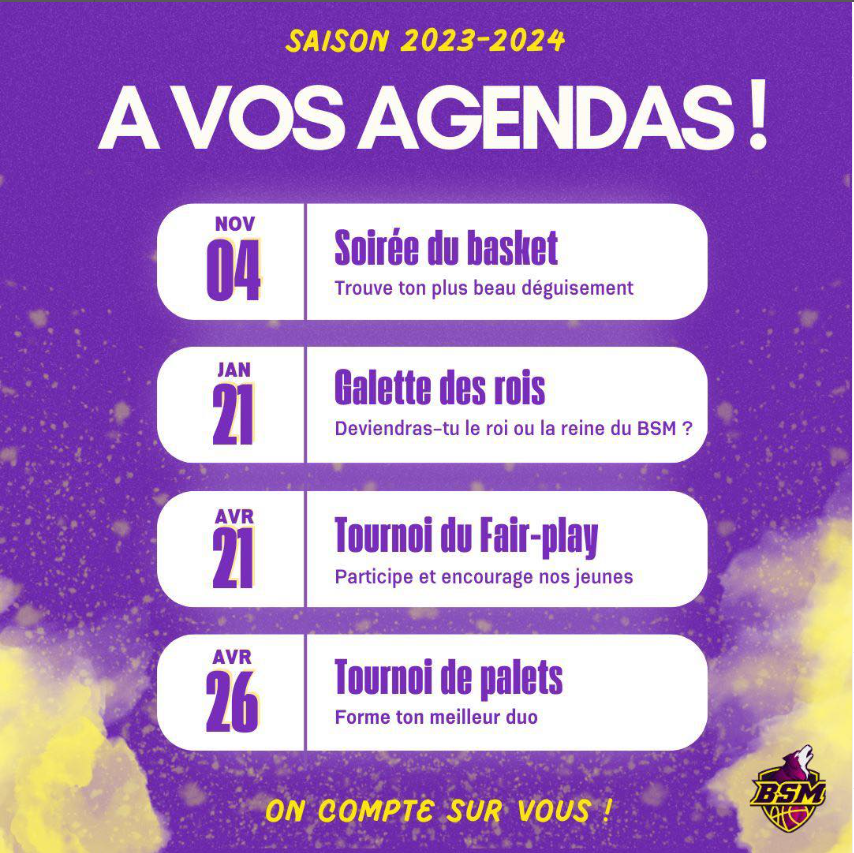 SAISON 2023-2024
A VOS AGENDAS !
NOV
04
Soirée du basket
Trouve ton plus beau déguisement
JAN
21
Galette des rois
Deviendras-tu le roi ou la reine du BSM ?
AVR
21
Tournoi du Fair-play
Participe et encourage nos jeunes
AVR
26
Tournoi de palets
Forme ton meilleur duo
ON COMPTE SUR VOUS !
BSM